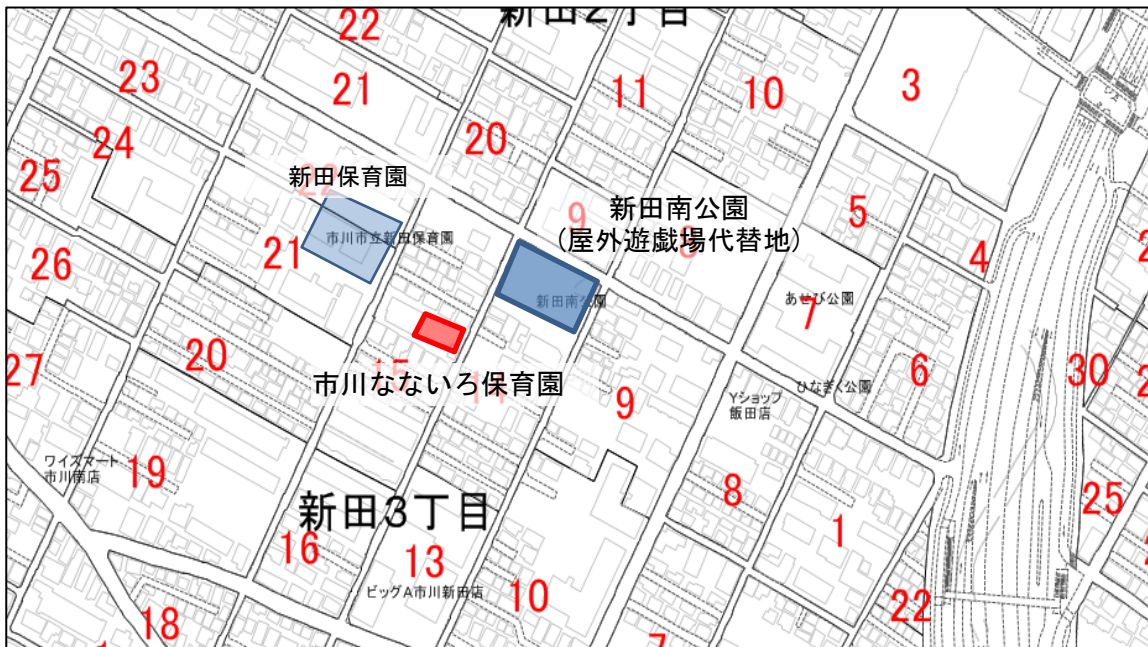 新田2丁目
22
23
21
11
10
3
24
20
25
新田保育園
22
9
新田南公園
(屋外遊戯場代替地)
8
5
4
市川市立新田保育園
21
26
新田南公園
あせび公園
7
20
27
15
市川なないろ保育園
14
9
6
30
ひなぎく公園
Yショップ
飯田店
ワイズマート
市川南店
19
8
1
25
新田3丁目
16
13
ビッグA市川新田店
10
22
18
7